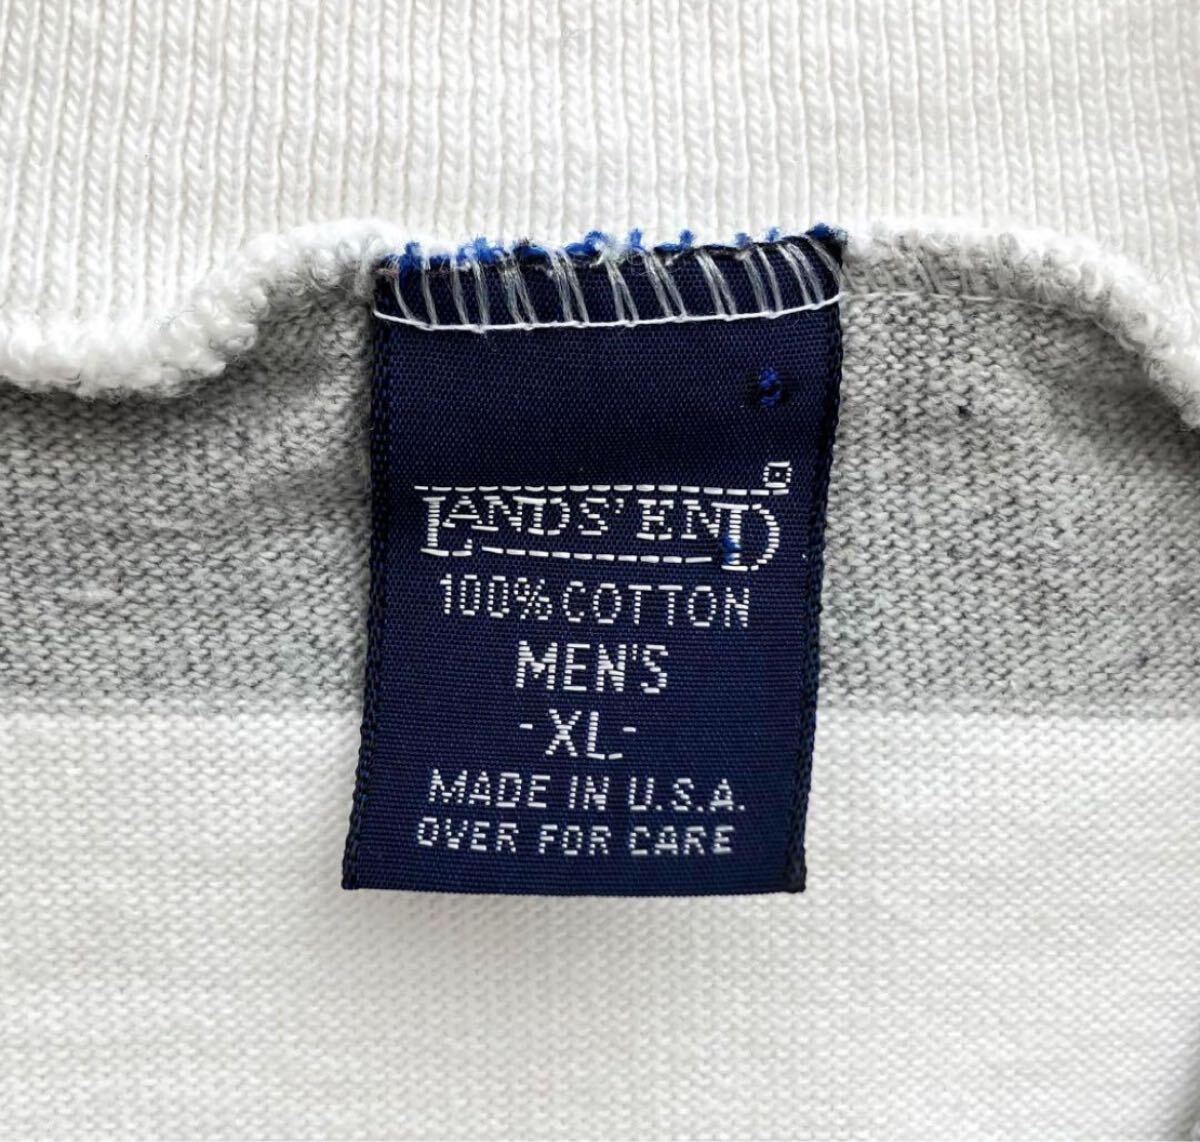 LANDS' END®
100% COTTON
MEN'S
-XL-
MADE IN U.S.A.
OVER FOR CARE